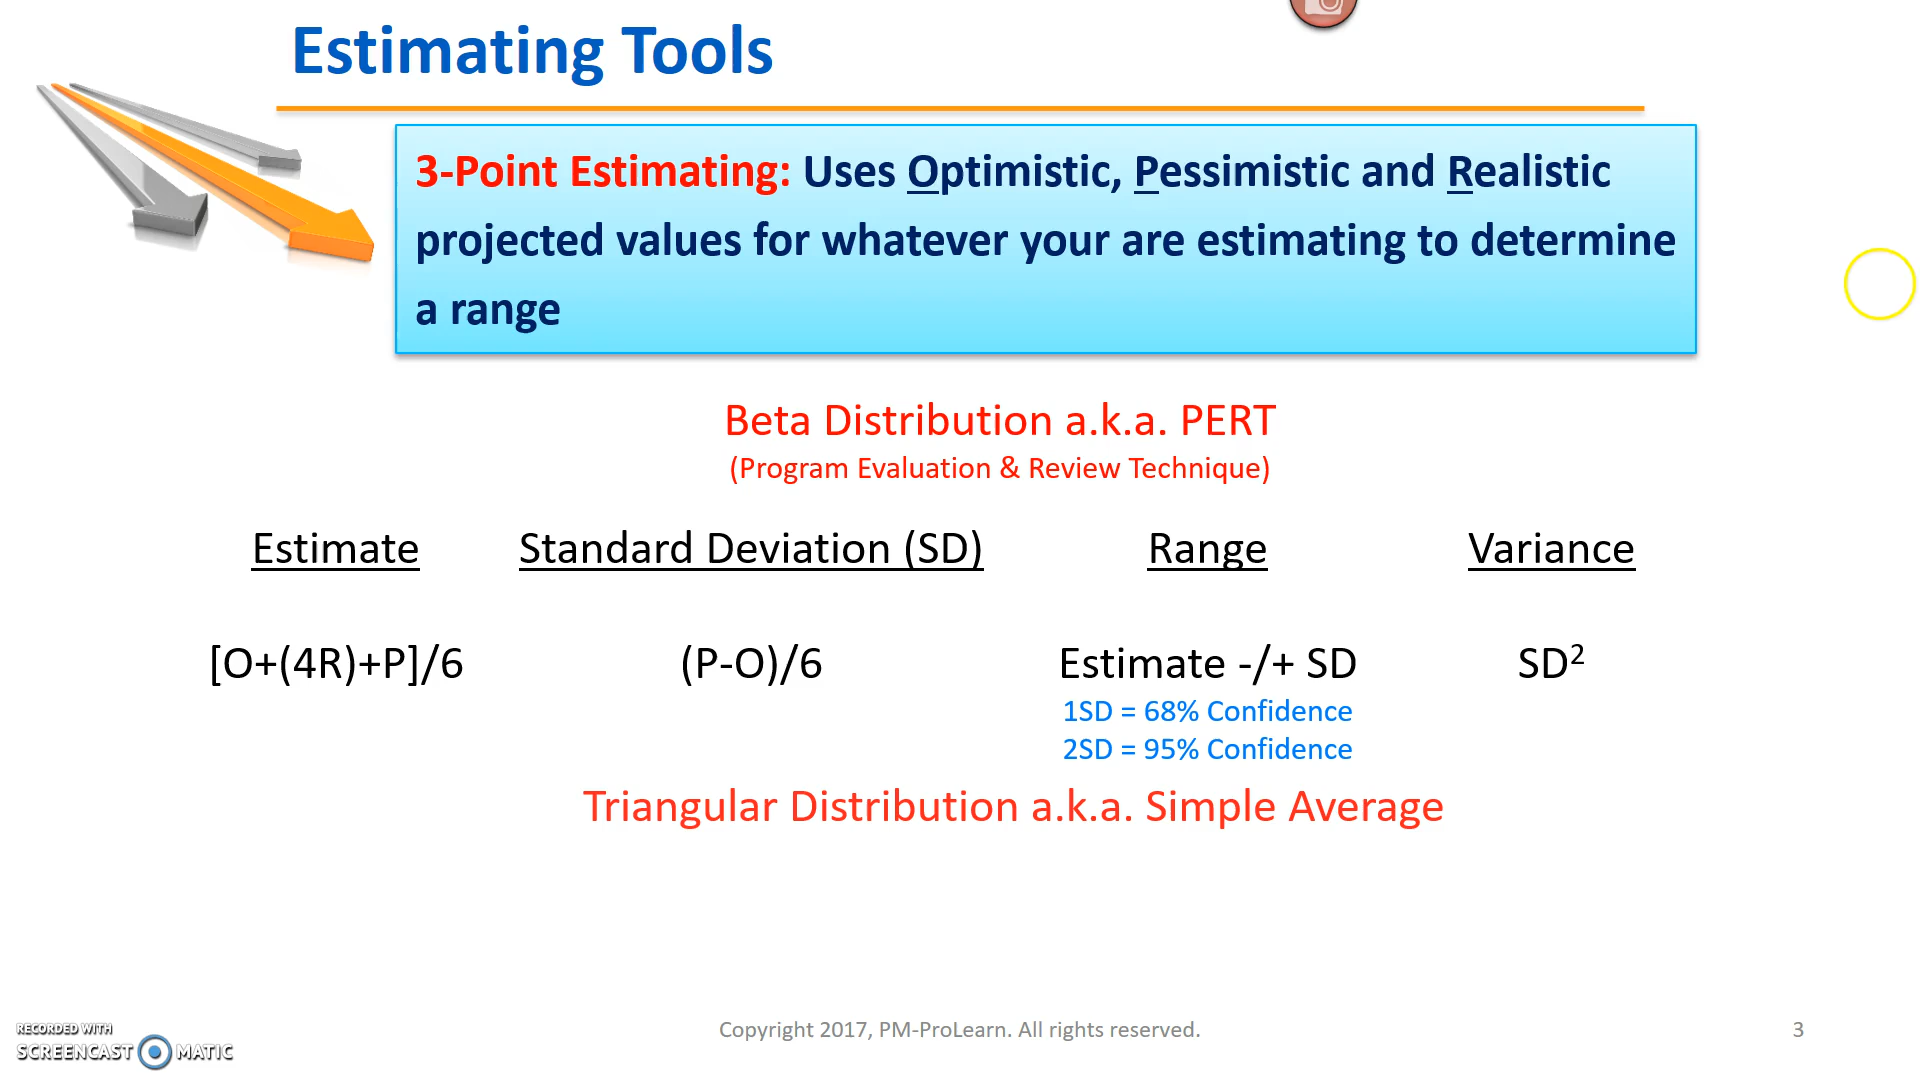 Estimating Tools
3-Point Estimating: Uses Optimistic, Pessimistic and Realistic
projected values for whatever your are estimating to determine
a range
Beta Distribution a.k.a. PERT
(Program Evaluation & Review Technique)
Estimate Standard Deviation (SD) Range Variance
[O+(4R)+P]/6 (P-O)/6 Estimate -/+ SD SD²
1SD = 68% Confidence
2SD = 95% Confidence
Triangular Distribution a.k.a. Simple Average
Copyright 2017, PM-ProLearn. All rights reserved. 3
RECORDED WITH
SCREENCAST MATIC